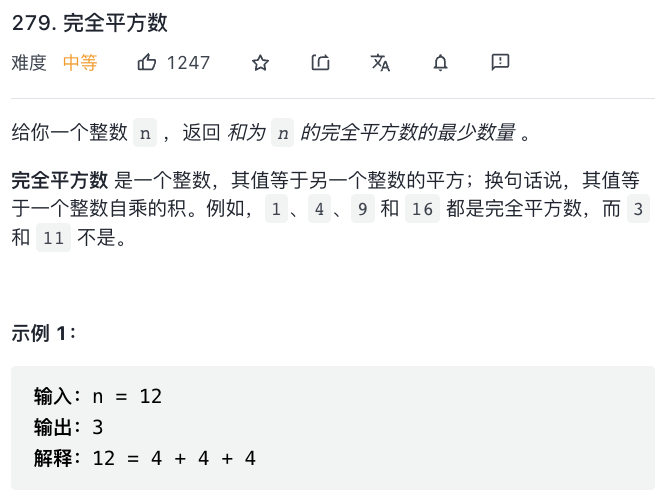 279. 完全平方数
难度 中等 1247
给你一个整数 n ，返回 和为 n 的完全平方数的最少数量 。
完全平方数 是一个整数，其值等于另一个整数的平方；换句话说，其值等
于一个整数自乘的积。例如，1 、4 、9 和 16 都是完全平方数，而 3
和 11 不是。
示例 1：
输入：n = 12
输出：3
解释：12 = 4 + 4 + 4